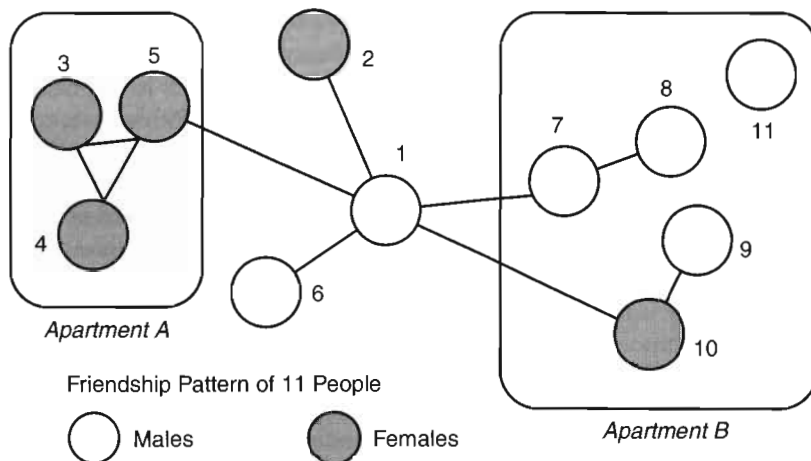 3
5
2
1
7
8
11
4
6
9
10
Apartment A
Friendship Pattern of 11 People
Males
Females
Apartment B